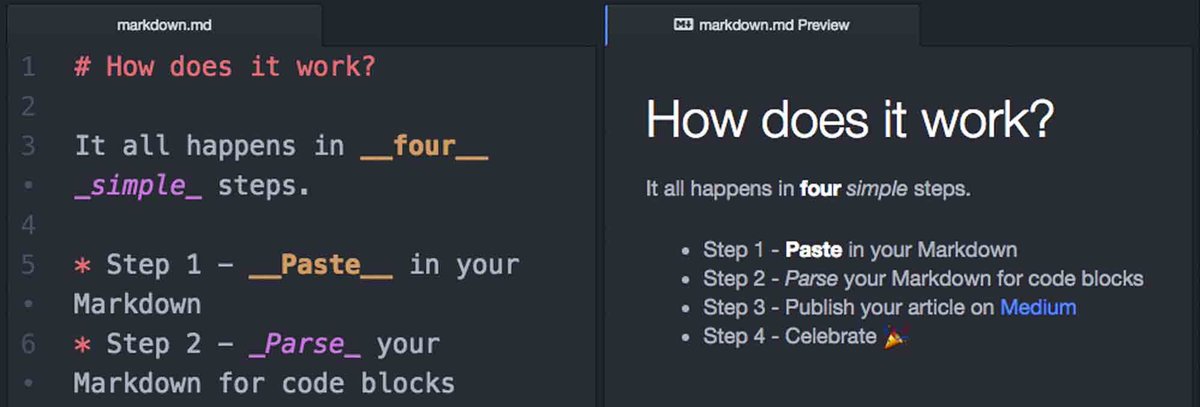 markdown.md
1 # How does it work?
2
3 It all happens in __four__
• _simple_ steps.
4
5 * Step 1 - __Paste__ in your
• Markdown
6 * Step 2 - _Parse_ your
• Markdown for code blocks
markdown.md Preview
How does it work?
It all happens in four simple steps.
• Step 1 - Paste in your Markdown
• Step 2 - Parse your Markdown for code blocks
• Step 3 - Publish your article on Medium
• Step 4 - Celebrate 🎉